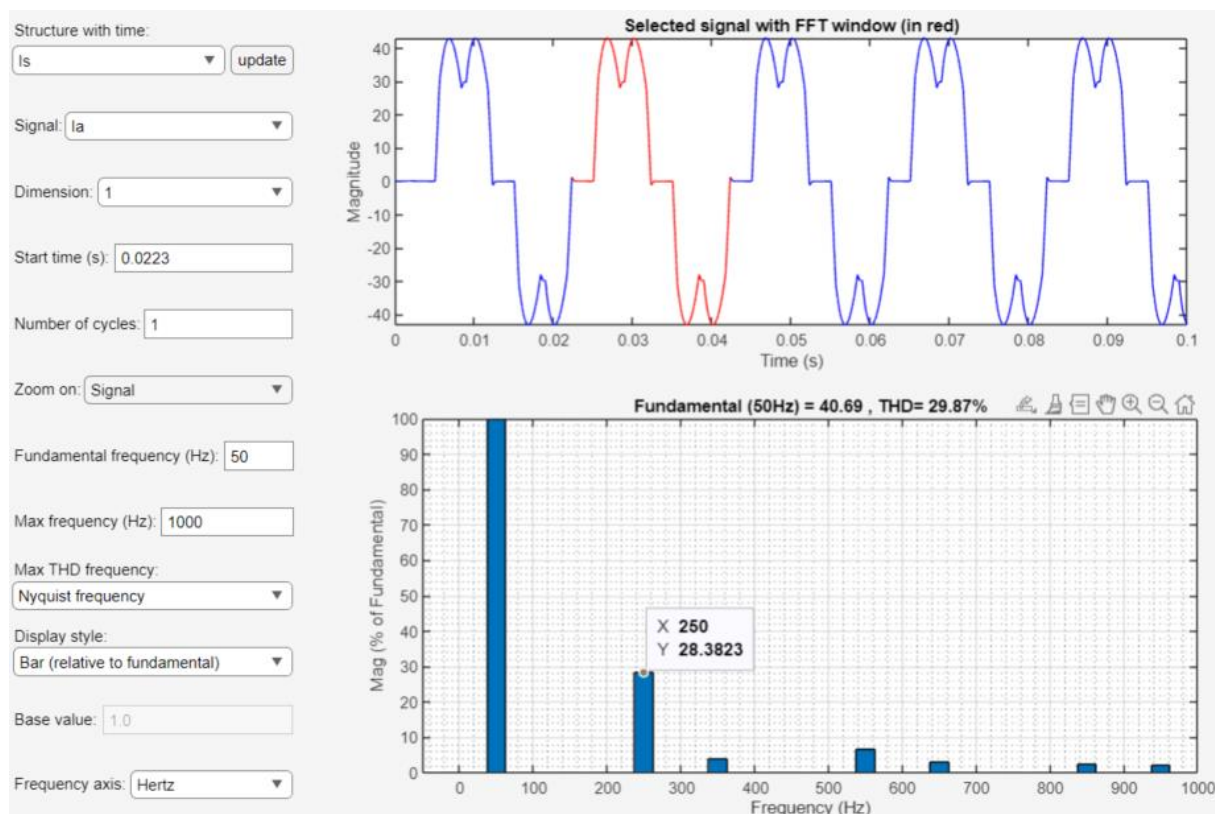 Structure with time:
Is update
Signal: Ia
Dimension: 1
Start time (s): 0.0223
Number of cycles: 1
Zoom on: Signal
Fundamental frequency (Hz): 50
Max frequency (Hz): 1000
Max THD frequency:
Nyquist frequency
Display style:
Bar (relative to fundamental)
Base value: 1.0
Frequency axis: Hertz
Selected signal with FFT window (in red)
40
30
20
10
0
-10
-20
-30
-40
Magnitude
0 0.01 0.02 0.03 0.04 0.05 0.06 0.07 0.08 0.09 0.1
Time (s)
Fundamental (50Hz) = 40.69 , THD= 29.87%
100
90
80
70
60
50
40
30
20
10
0
Mag (% of Fundamental)
X 250
Y 28.3823
0 100 200 300 400 500 600 700 800 900 1000
Frequency (Hz)